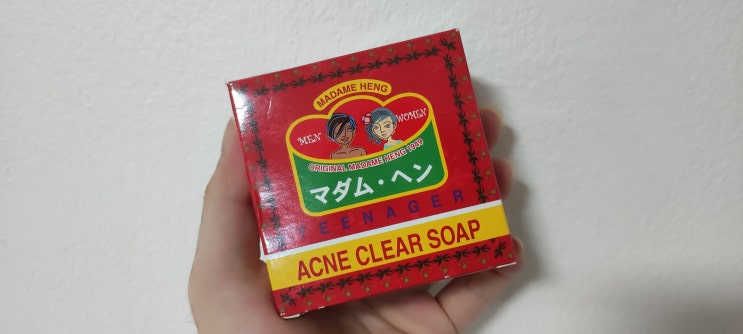 MADAME HENG
MEN WOMEN
ORIGINAL MADAME HENG 1949
マダム・ヘン
TEENAGER
ACNE CLEAR SOAP